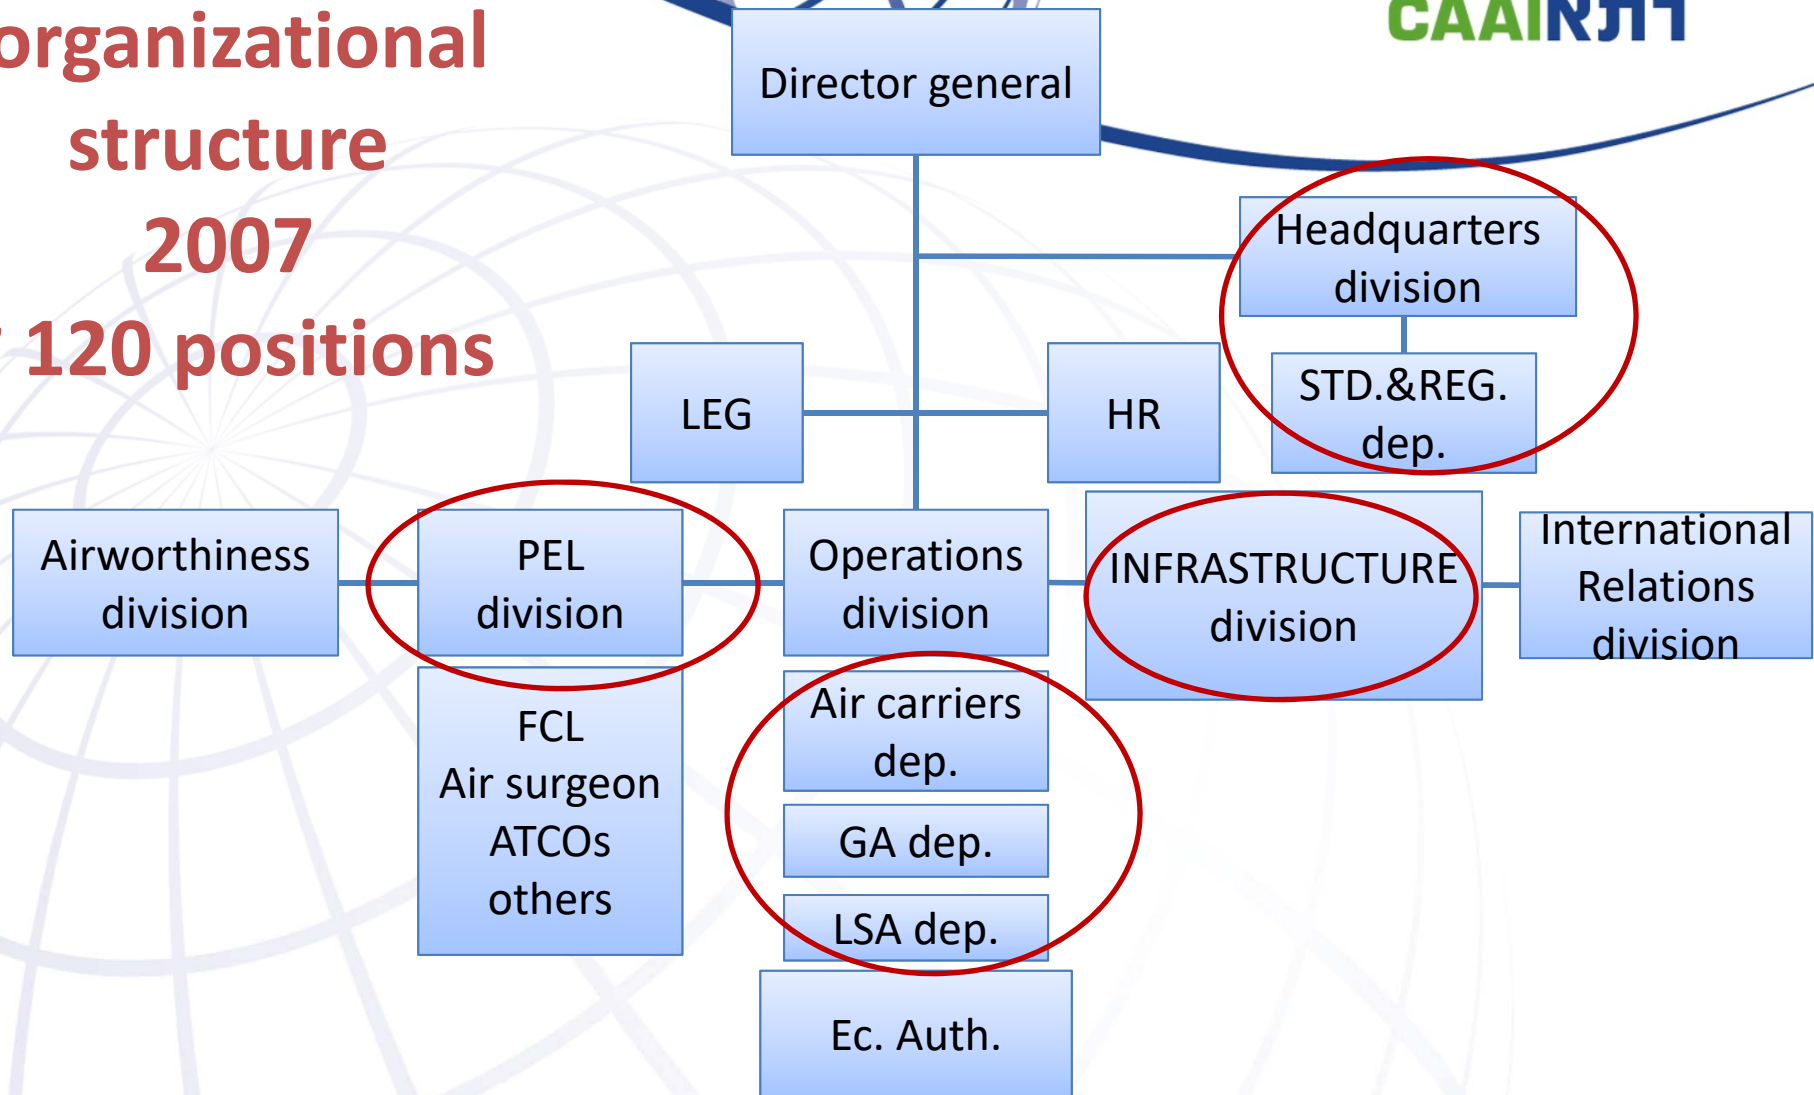 organizational
structure
2007
120 positions
CAAI רתא
Director general
Headquarters
division
STD.&REG.
dep.
LEG
HR
Airworthiness
division
PEL
division
Operations
division
INFRASTRUCTURE
division
International
Relations
division
FCL
Air surgeon
ATCOs
others
Air carriers
dep.
GA dep.
LSA dep.
Ec. Auth.